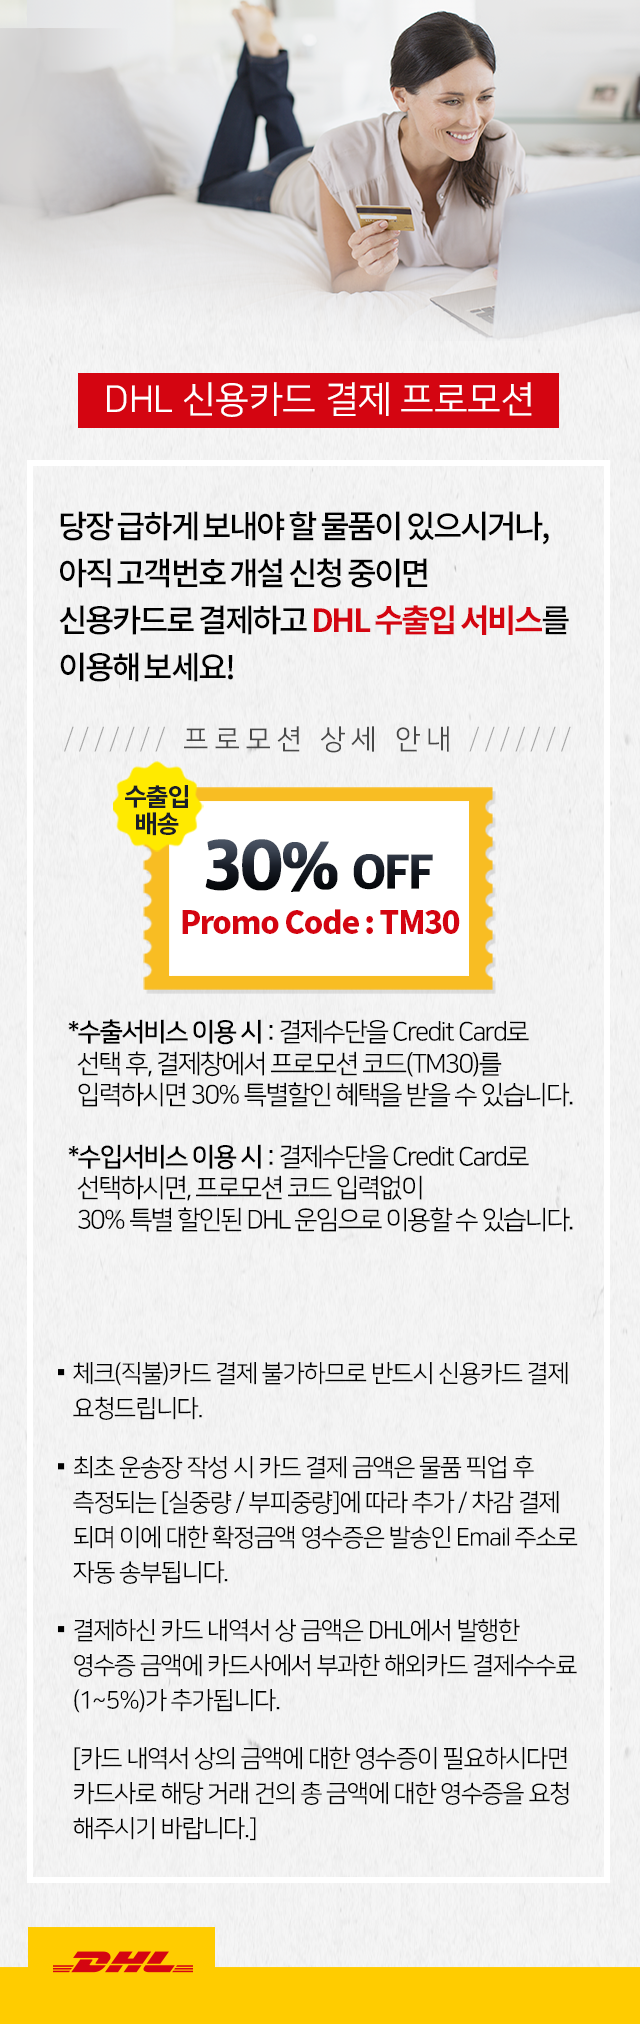 DHL 신용카드 결제 프로모션
당장 급하게 보내야 할 물품이 있으시거나,
아직 고객번호 개설 신청 중이면
신용카드로 결제하고 DHL 수출입 서비스를
이용해 보세요!
/////// 프로모션 상세 안내 ///////
수출입
배송
30% OFF
Promo Code : TM30
*수출서비스 이용 시 : 결제수단을 Credit Card로
선택 후, 결제창에서 프로모션 코드(TM30)를
입력하시면 30% 특별할인 혜택을 받을 수 있습니다.
*수입서비스 이용 시 : 결제수단을 Credit Card로
선택하시면, 프로모션 코드 입력없이
30% 특별 할인된 DHL 운임으로 이용할 수 있습니다.
▪ 체크(직불)카드 결제 불가하므로 반드시 신용카드 결제
요청드립니다.
▪ 최초 운송장 작성 시 카드 결제 금액은 물품 픽업 후
측정되는 [실중량 / 부피중량]에 따라 추가 / 차감 결제
되며 이에 대한 확정금액 영수증은 발송인 Email 주소로
자동 송부됩니다.
▪ 결제하신 카드 내역서 상 금액은 DHL에서 발행한
영수증 금액에 카드사에서 부과한 해외카드 결제수수료
(1~5%)가 추가됩니다.
[카드 내역서 상의 금액에 대한 영수증이 필요하시다면
카드사로 해당 거래 건의 총 금액에 대한 영수증을 요청
해주시기 바랍니다.]
DHL